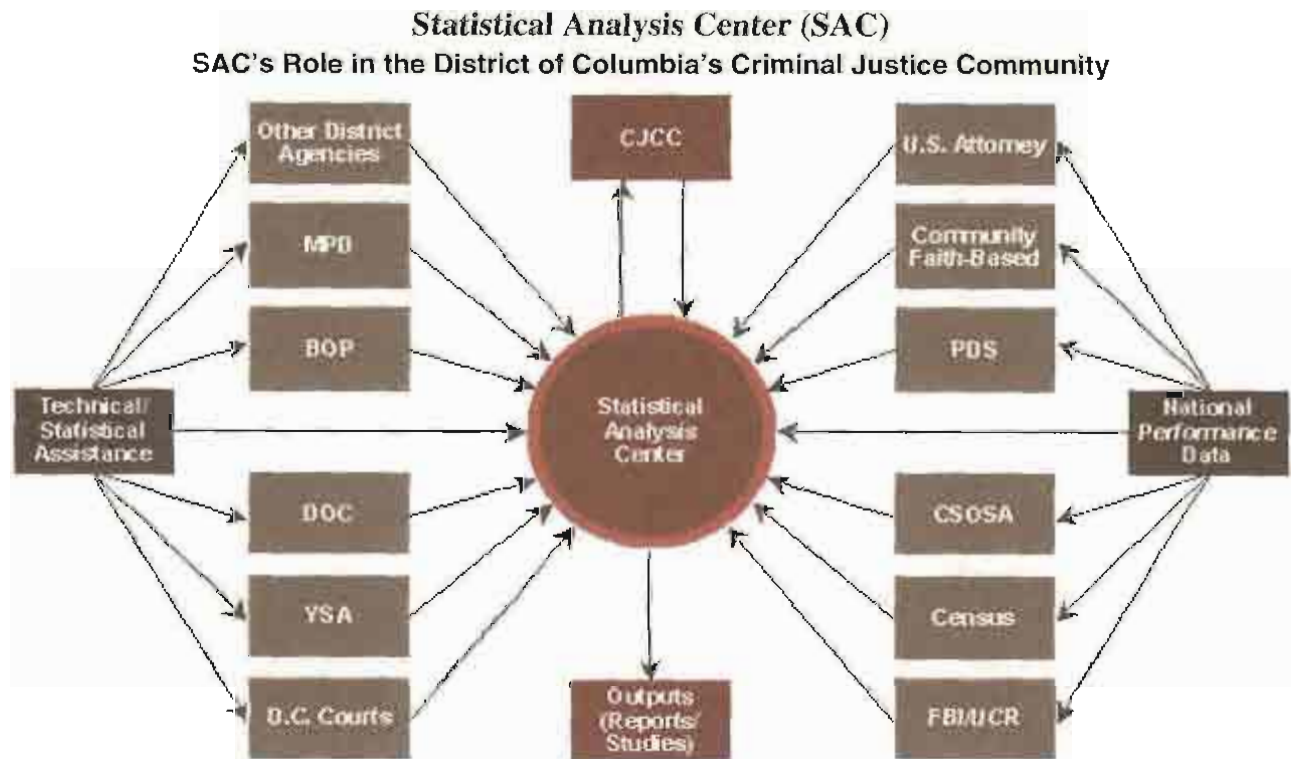 Statistical Analysis Center (SAC)
SAC's Role in the District of Columbia's Criminal Justice Community
Other District
Agencies
CJCC
U.S. Attorney
MPD
Community
Faith-Based
BOP
PDS
Technical/
Statistical
Assistance
Statistical
Analysis
Center
National
Performance
Data
DOC
CSOSA
YSA
Census
D.C. Courts
Outputs
(Reports/
Studies)
FBI/UCR